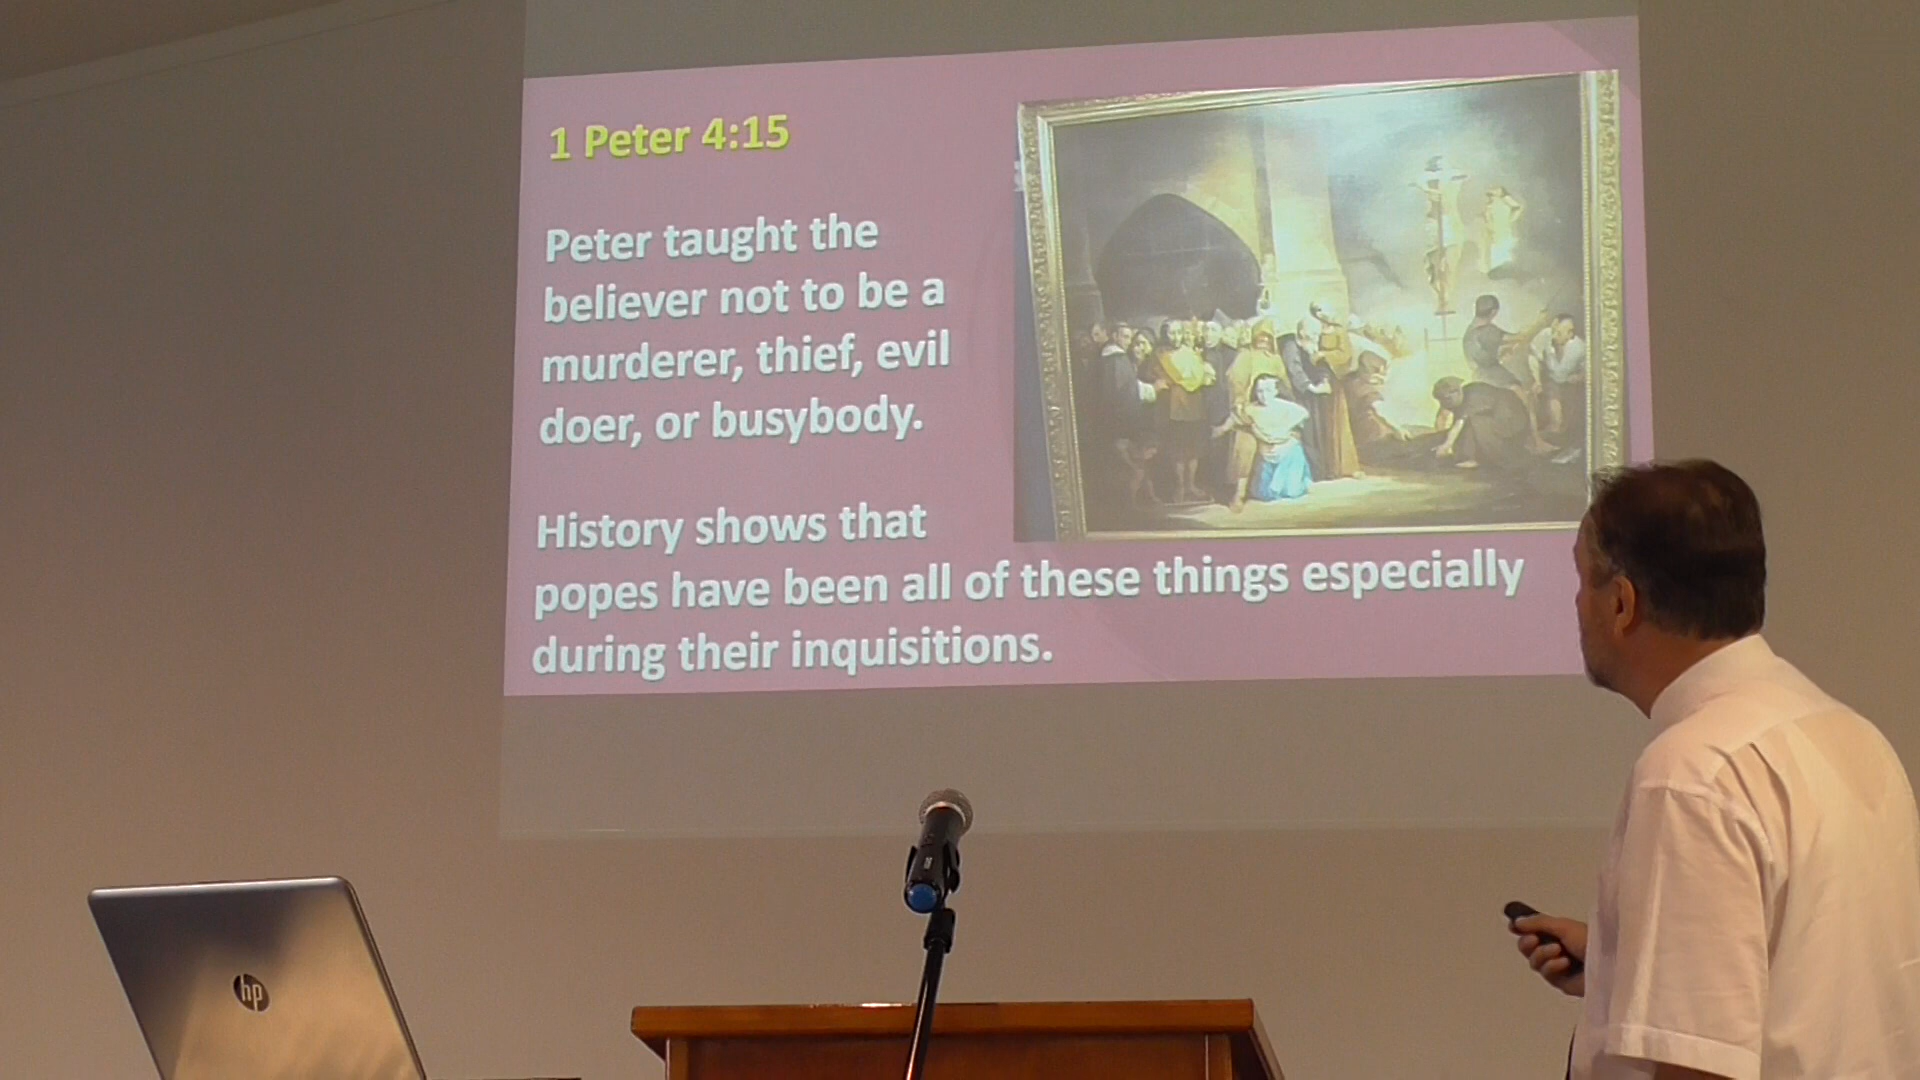 1 Peter 4:15
Peter taught the
believer not to be a
murderer, thief, evil
doer, or busybody.
History shows that
popes have been all of these things especially
during their inquisitions.
hp